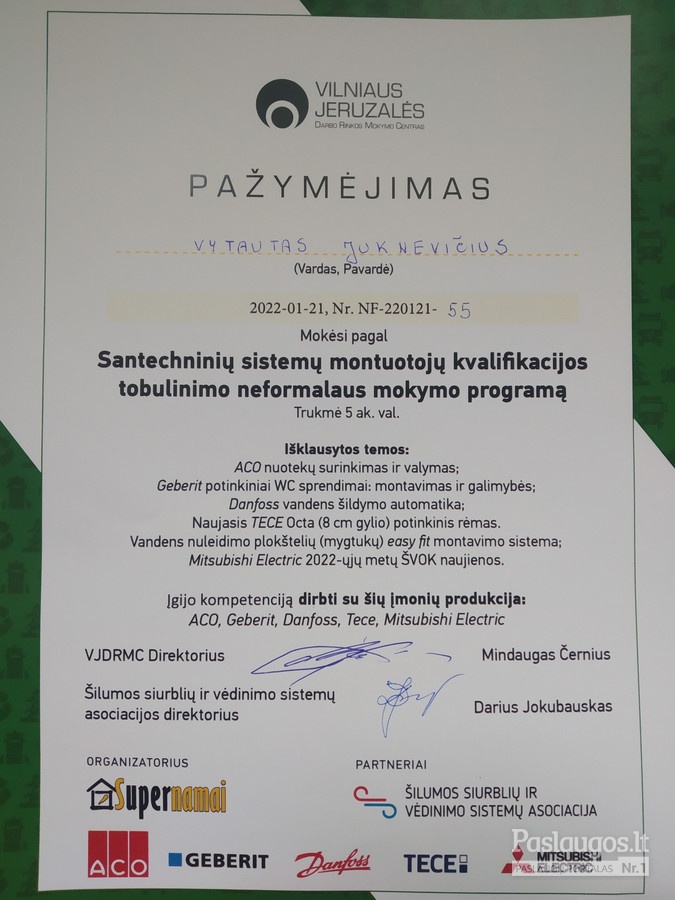 VILNIAUS
JERUZALĖS
DARBO RINKOS MOKYMO CENTRAS
PAŽYMĖJIMAS
VYTAUTAS JUKNEVIČIUS
(Vardas, Pavardė)
2022-01-21, Nr. NF-220121- 55
Mokėsi pagal
Santechninių sistemų montuotojų kvalifikacijos
tobulinimo neformalaus mokymo programą
Trukmė 5 ak. val.
Išklausytos temos:
ACO nuotekų surinkimas ir valymas;
Geberit potinkiniai WC sprendimai: montavimas ir galimybės;
Danfoss vandens šildymo automatika;
Naujasis TECE Octa (8 cm gylio) potinkinis rėmas.
Vandens nuleidimo plokštelių (mygtukų) easy fit montavimo sistema;
Mitsubishi Electric 2022-ųjų metų ŠVOK naujienos.
Įgijo kompetenciją dirbti su šių įmonių produkcija:
ACO, Geberit, Danfoss, Tece, Mitsubishi Electric
VJDRMC Direktorius Mindaugas Černius
Šilumos siurblių ir vėdinimo sistemų
asociacijos direktorius Darius Jokubauskas
ORGANIZATORIUS PARTNERIAI
Supernamai
ŠILUMOS SIURBLIŲ IR
VĖDINIMO SISTEMŲ ASOCIACIJA
ACO GEBERIT Danfoss TECE MITSUBISHI
ELECTRIC
Paslaugos.lt
PASLAUGŲ PORTALAS Nr.1